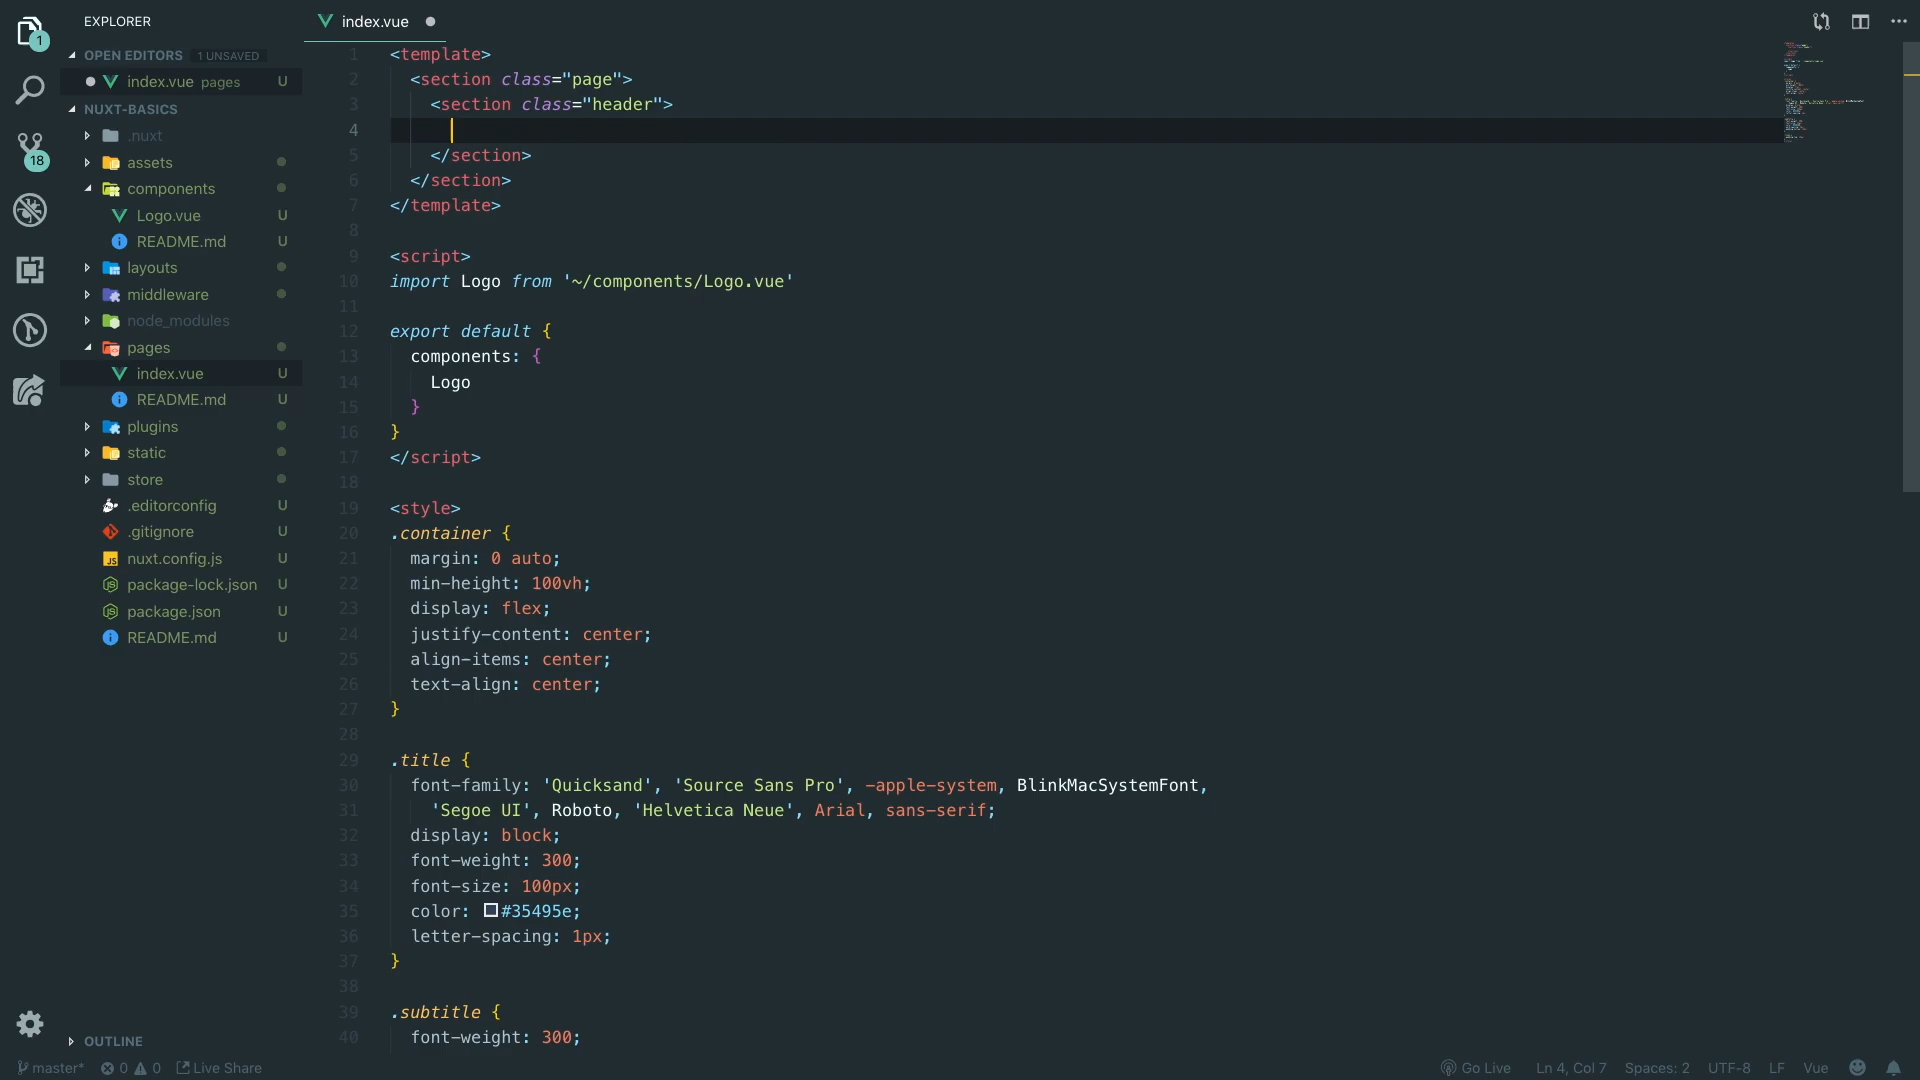 EXPLORER
OPEN EDITORS 1 UNSAVED
index.vue pages U
NUXT-BASICS
.nuxt
assets
components
Logo.vue U
README.md U
layouts
middleware
node_modules
pages
index.vue U
README.md U
plugins
static
store
.editorconfig U
.gitignore U
nuxt.config.js U
package-lock.json U
package.json U
README.md U
OUTLINE
1
18
index.vue
1 <template>
2 <section class="page">
3 <section class="header">
4
5 </section>
6 </section>
7 </template>
8
9 <script>
10 import Logo from '~/components/Logo.vue'
11
12 export default {
13 components: {
14 Logo
15 }
16 }
17 </script>
18
19 <style>
20 .container {
21 margin: 0 auto;
22 min-height: 100vh;
23 display: flex;
24 justify-content: center;
25 align-items: center;
26 text-align: center;
27 }
28
29 .title {
30 font-family: 'Quicksand', 'Source Sans Pro', -apple-system, BlinkMacSystemFont,
31 'Segoe UI', Roboto, 'Helvetica Neue', Arial, sans-serif;
32 display: block;
33 font-weight: 300;
34 font-size: 100px;
35 color: #35495e;
36 letter-spacing: 1px;
37 }
38
39 .subtitle {
40 font-weight: 300;
master* 0 0 Live Share Go Live Ln 4, Col 7 Spaces: 2 UTF-8 LF Vue